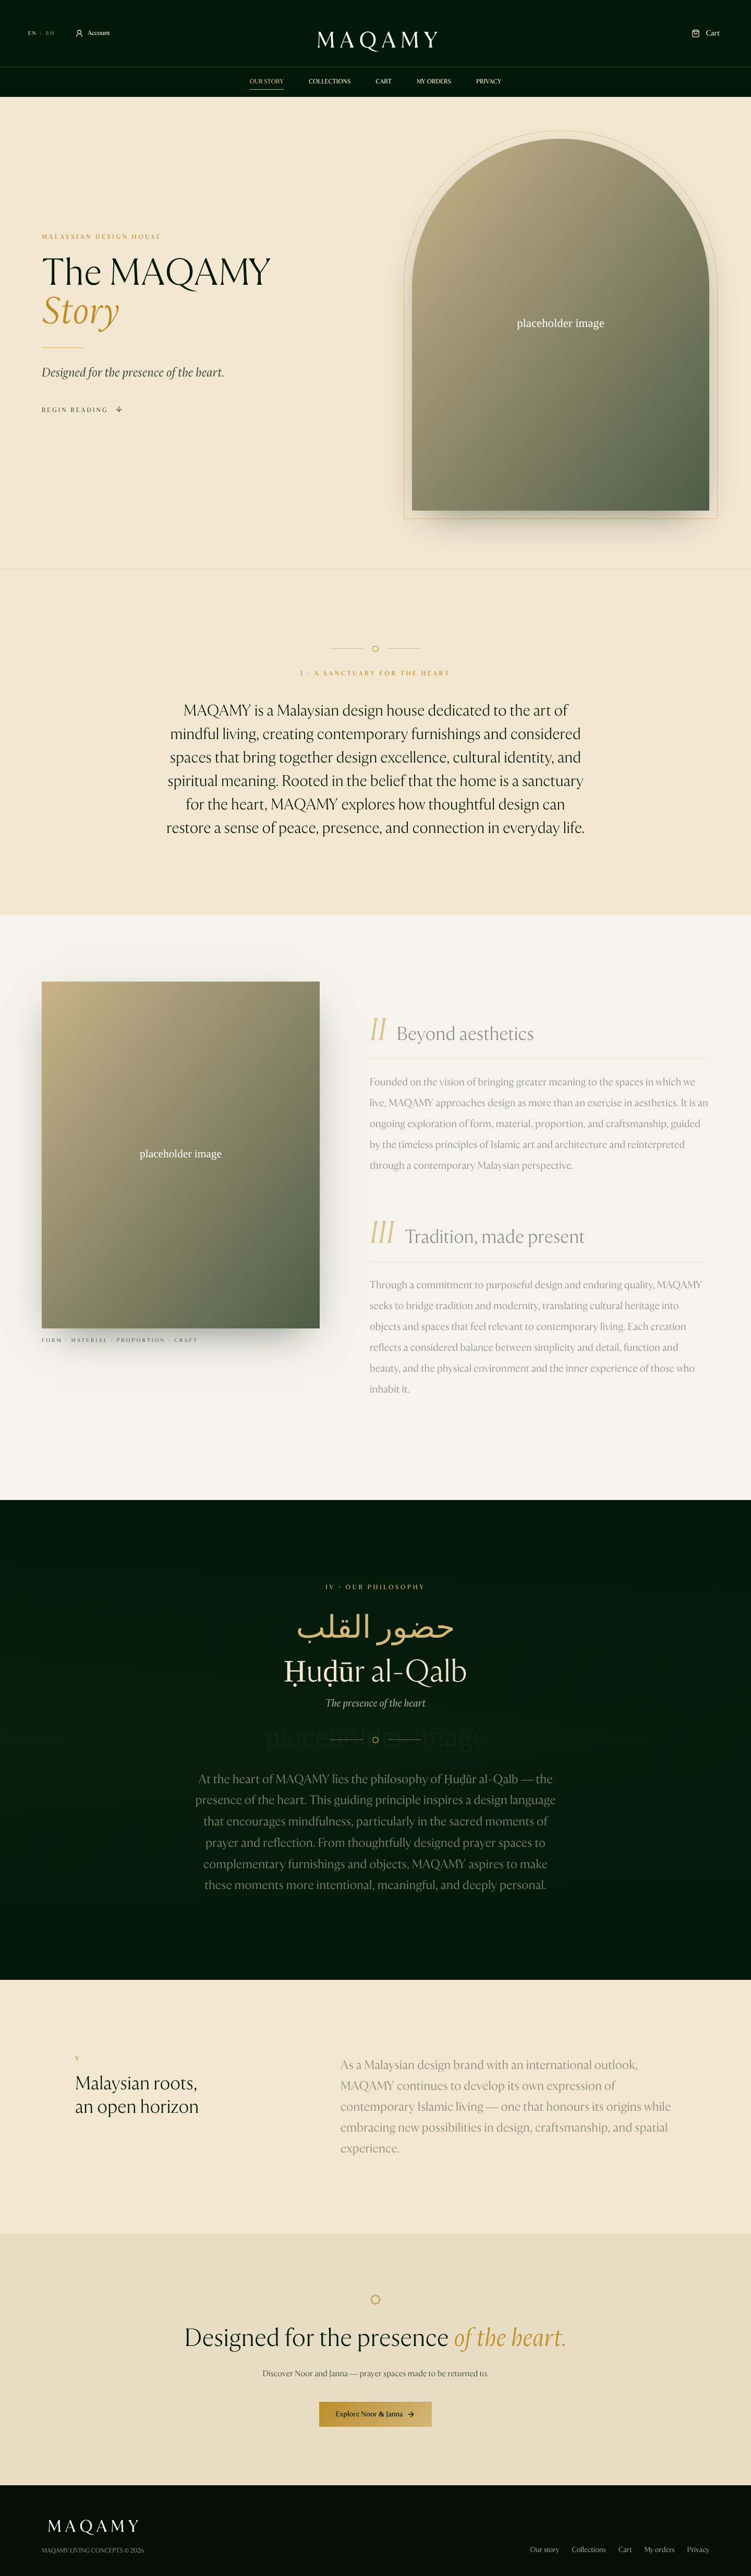 EN | BM
Account
MAQAMY
Cart
OUR STORY
COLLECTIONS
CART
MY ORDERS
PRIVACY
MALAYSIAN DESIGN HOUSE
The MAQAMY
Story
Designed for the presence of the heart.
BEGIN READING
placeholder image
I · A SANCTUARY FOR THE HEART
MAQAMY is a Malaysian design house dedicated to the art of
mindful living, creating contemporary furnishings and considered
spaces that bring together design excellence, cultural identity, and
spiritual meaning. Rooted in the belief that the home is a sanctuary
for the heart, MAQAMY explores how thoughtful design can
restore a sense of peace, presence, and connection in everyday life.
placeholder image
FORM · MATERIAL · PROPORTION · CRAFT
II Beyond aesthetics
Founded on the vision of bringing greater meaning to the spaces in which we
live, MAQAMY approaches design as more than an exercise in aesthetics. It is an
ongoing exploration of form, material, proportion, and craftsmanship, guided
by the timeless principles of Islamic art and architecture and reinterpreted
through a contemporary Malaysian perspective.
III Tradition, made present
Through a commitment to purposeful design and enduring quality, MAQAMY
seeks to bridge tradition and modernity, translating cultural heritage into
objects and spaces that feel relevant to contemporary living. Each creation
reflects a considered balance between simplicity and detail, function and
beauty, and the physical environment and the inner experience of those who
inhabit it.
IV · OUR PHILOSOPHY
حضور القلب
Ḥuḍūr al-Qalb
The presence of the heart
placeholder image
At the heart of MAQAMY lies the philosophy of Ḥuḍūr al-Qalb — the
presence of the heart. This guiding principle inspires a design language
that encourages mindfulness, particularly in the sacred moments of
prayer and reflection. From thoughtfully designed prayer spaces to
complementary furnishings and objects, MAQAMY aspires to make
these moments more intentional, meaningful, and deeply personal.
V
Malaysian roots,
an open horizon
As a Malaysian design brand with an international outlook,
MAQAMY continues to develop its own expression of
contemporary Islamic living — one that honours its origins while
embracing new possibilities in design, craftsmanship, and spatial
experience.
Designed for the presence of the heart.
Discover Noor and Janna — prayer spaces made to be returned to.
Explore Noor & Janna
MAQAMY
MAQAMY LIVING CONCEPTS © 2026
Our story
Collections
Cart
My orders
Privacy